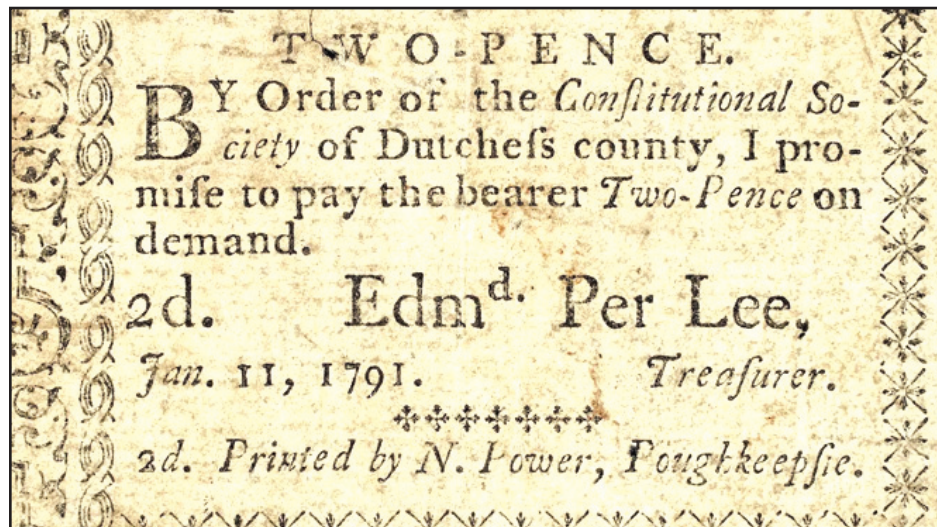 TWO-PENCE.
BY Order of the Conſtitutional So-
ciety of Dutcheſs county, I pro-
miſe to pay the bearer Two-Pence on
demand.
2d. Edmᵈ· Per Lee,
Jan. 11, 1791. Treaſurer.
2d. Printed by N. Power, Poughkeepſie.